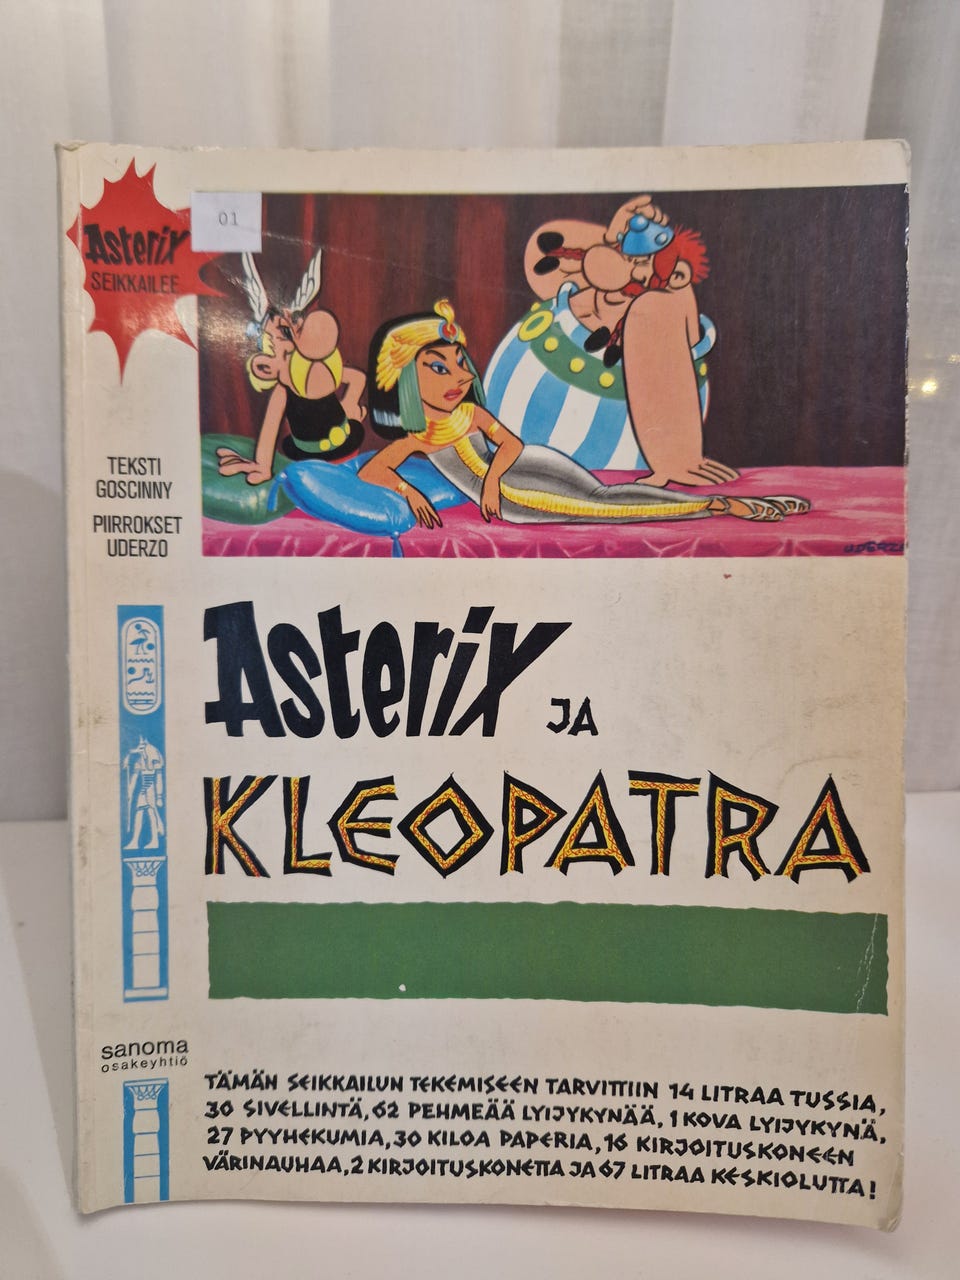 Asterix
SEIKKAILEE
01
TEKSTI
GOSCINNY
PIIRROKSET
UDERZO
UDERZO
Asterix JA
KLEOPATRA
sanoma
osakeyhtiö
TÄMÄN SEIKKAILUN TEKEMISEEN TARVITTIIN 14 LITRAA TUSSIA,
30 SIVELLINTÄ, 62 PEHMEÄÄ LYIJYKYNÄÄ, 1 KOVA LYIJYKYNÄ,
27 PYYHEKUMIA, 30 KILOA PAPERIA, 16 KIRJOITUSKONEEN
VÄRINAUHAA, 2 KIRJOITUSKONETTA JA 67 LITRAA KESKIOLUTTA!